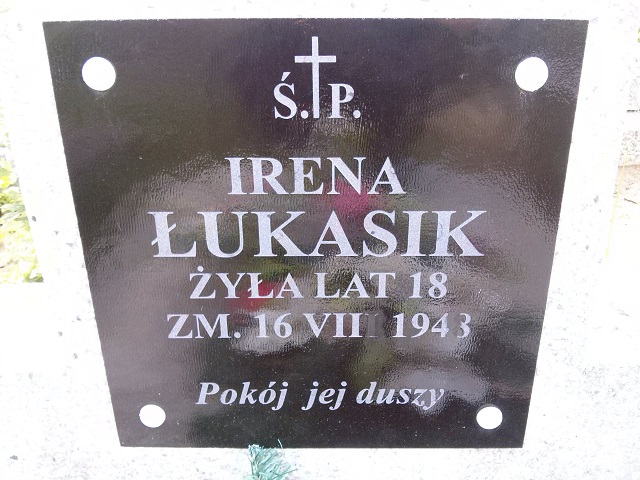 Ś. P.
IRENA
ŁUKASIK
ŻYŁA LAT 18
ZM. 16 VIII 1943
Pokój jej duszy